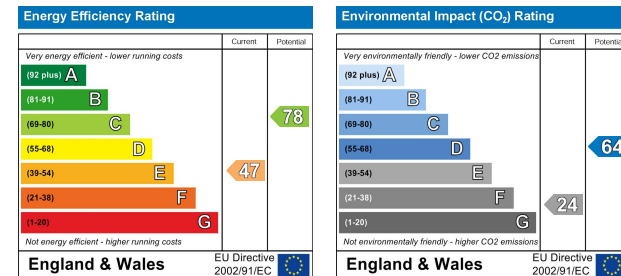 Energy Efficiency Rating
Current Potential
Very energy efficient - lower running costs
(92 plus) A
(81-91) B
(69-80) C
78
(55-68) D
(39-54) E
47
(21-38) F
(1-20) G
Not energy efficient - higher running costs
England & Wales
EU Directive
2002/91/EC
Environmental Impact (CO₂) Rating
Current Potentia
Very environmentally friendly - lower CO2 emissions
(92 plus) A
(81-91) B
(69-80) C
(55-68) D
64
(39-54) E
(21-38) F
24
(1-20) G
Not environmentally friendly - higher CO2 emissions
England & Wales
EU Directive
2002/91/EC